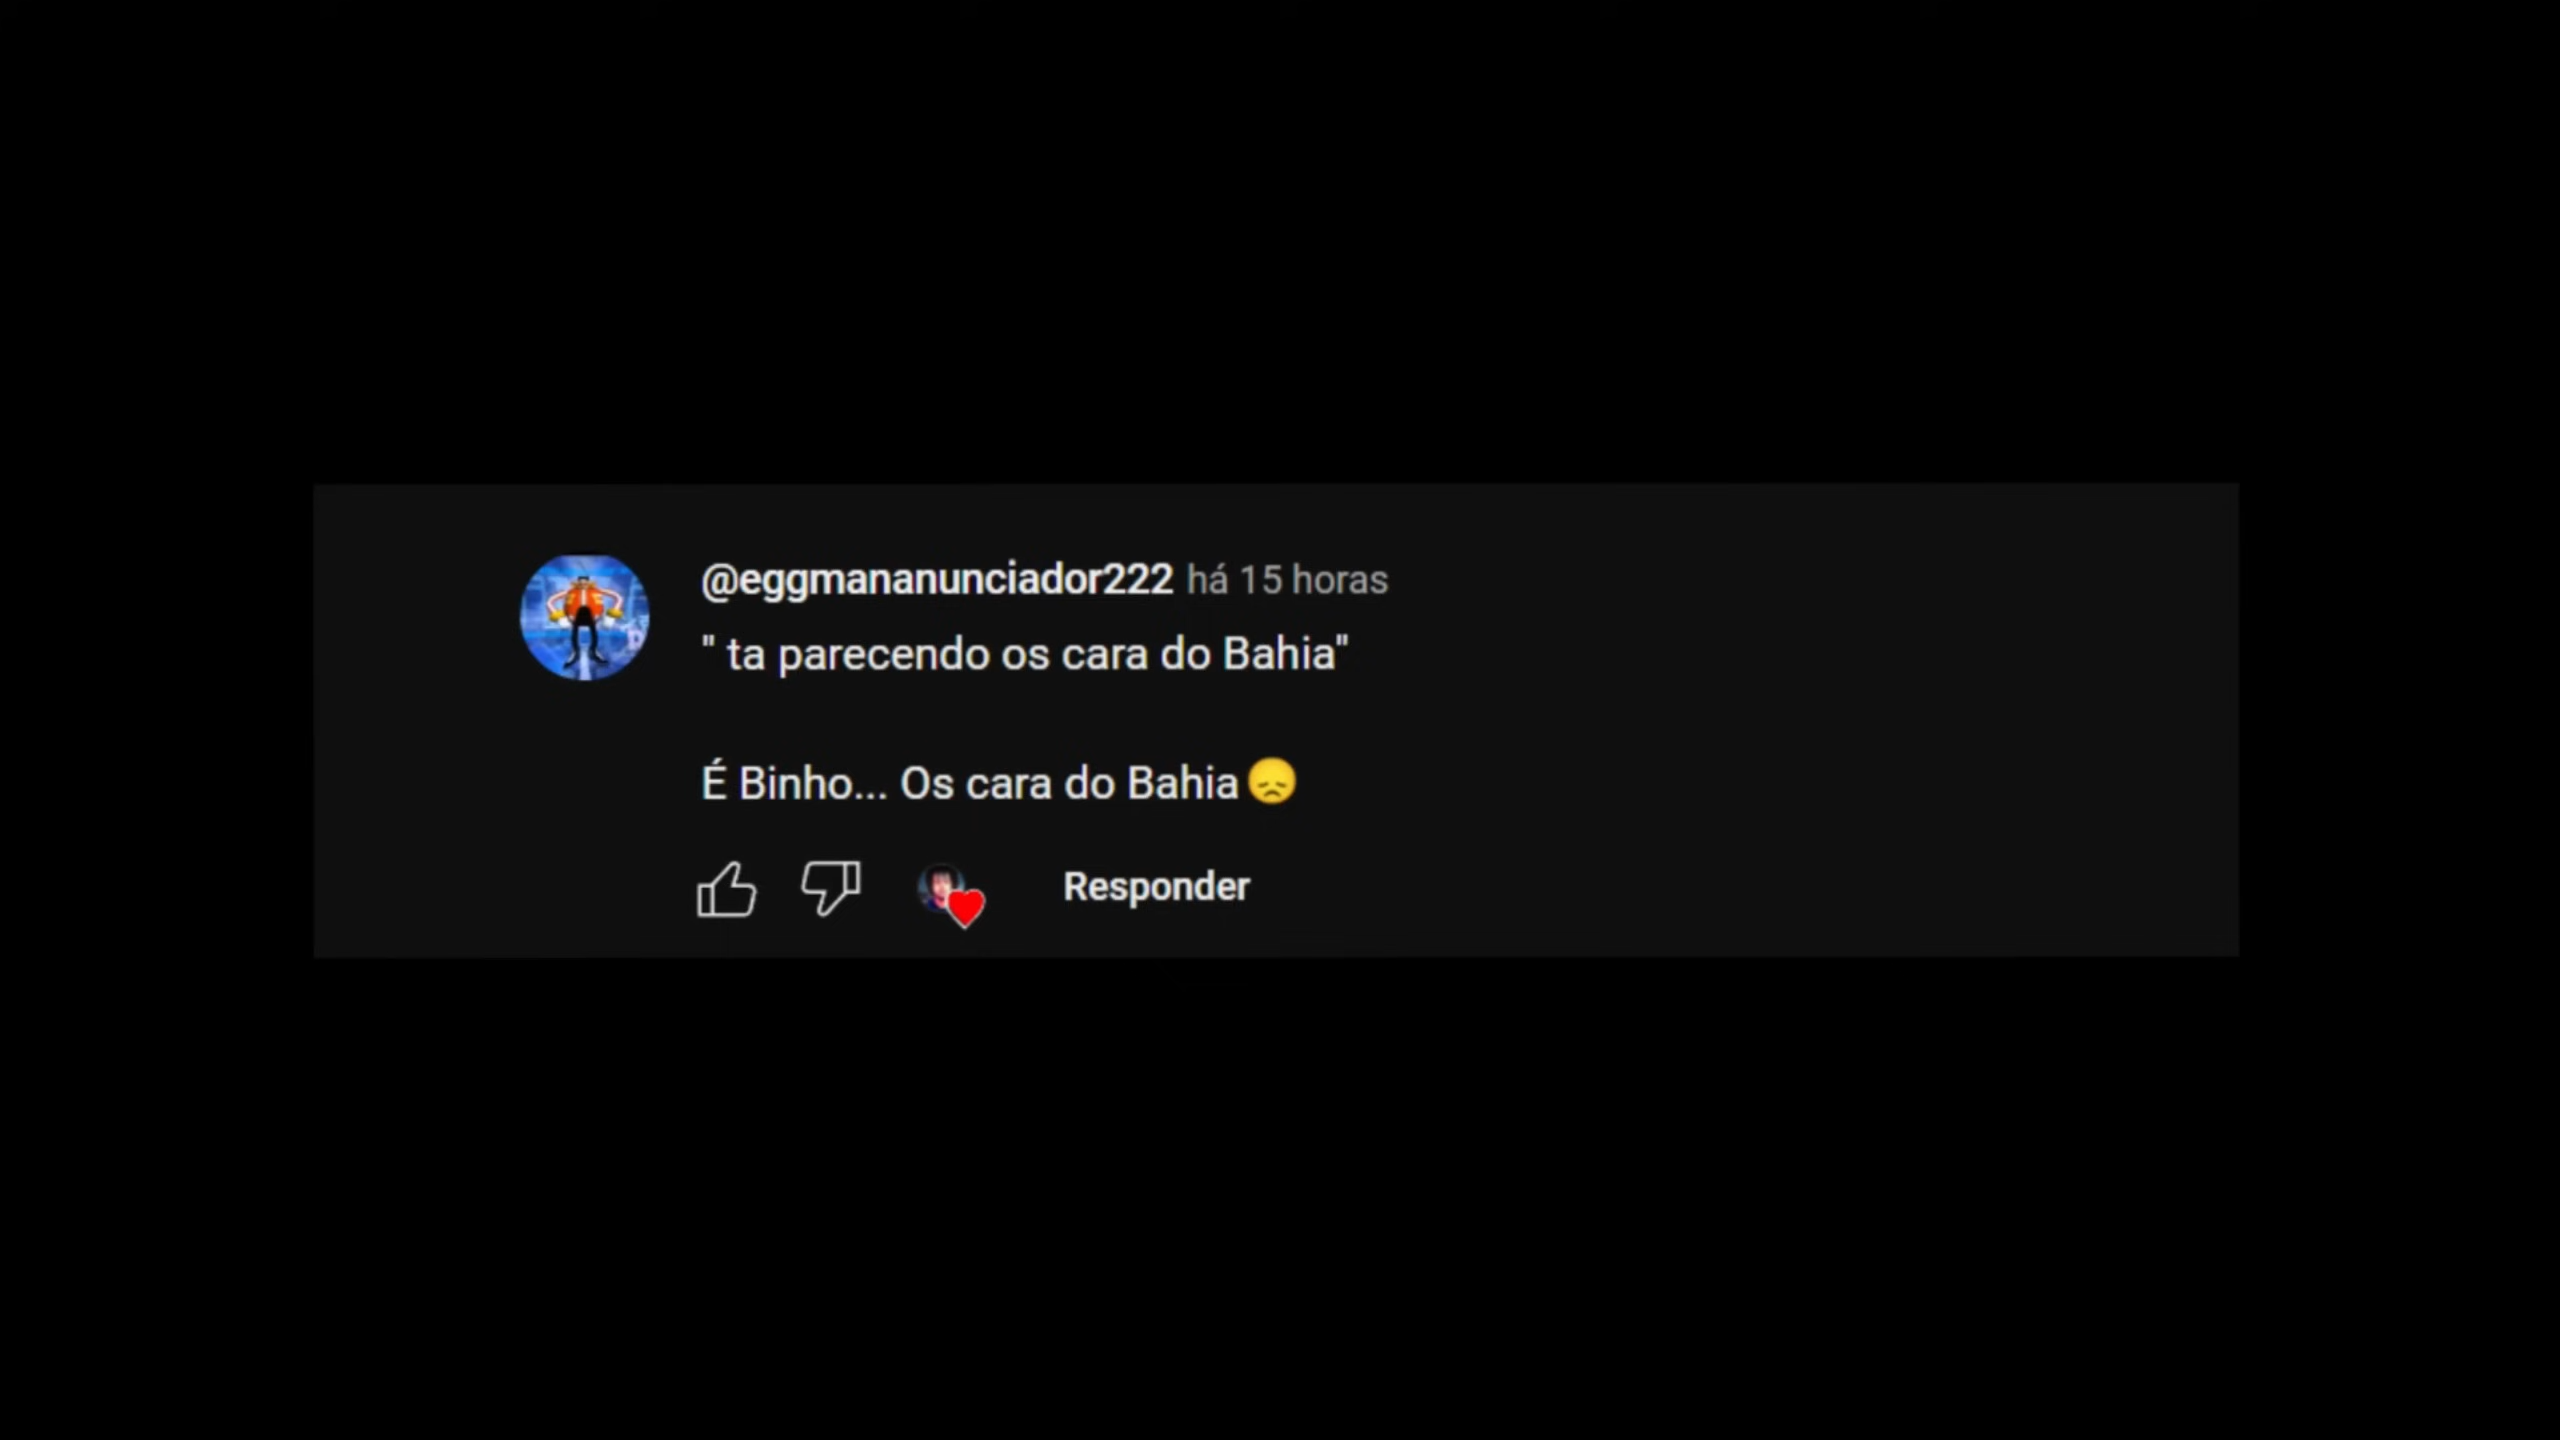 @eggmananunciador222 há 15 horas
" ta parecendo os cara do Bahia"
É Binho... Os cara do Bahia😞
Responder